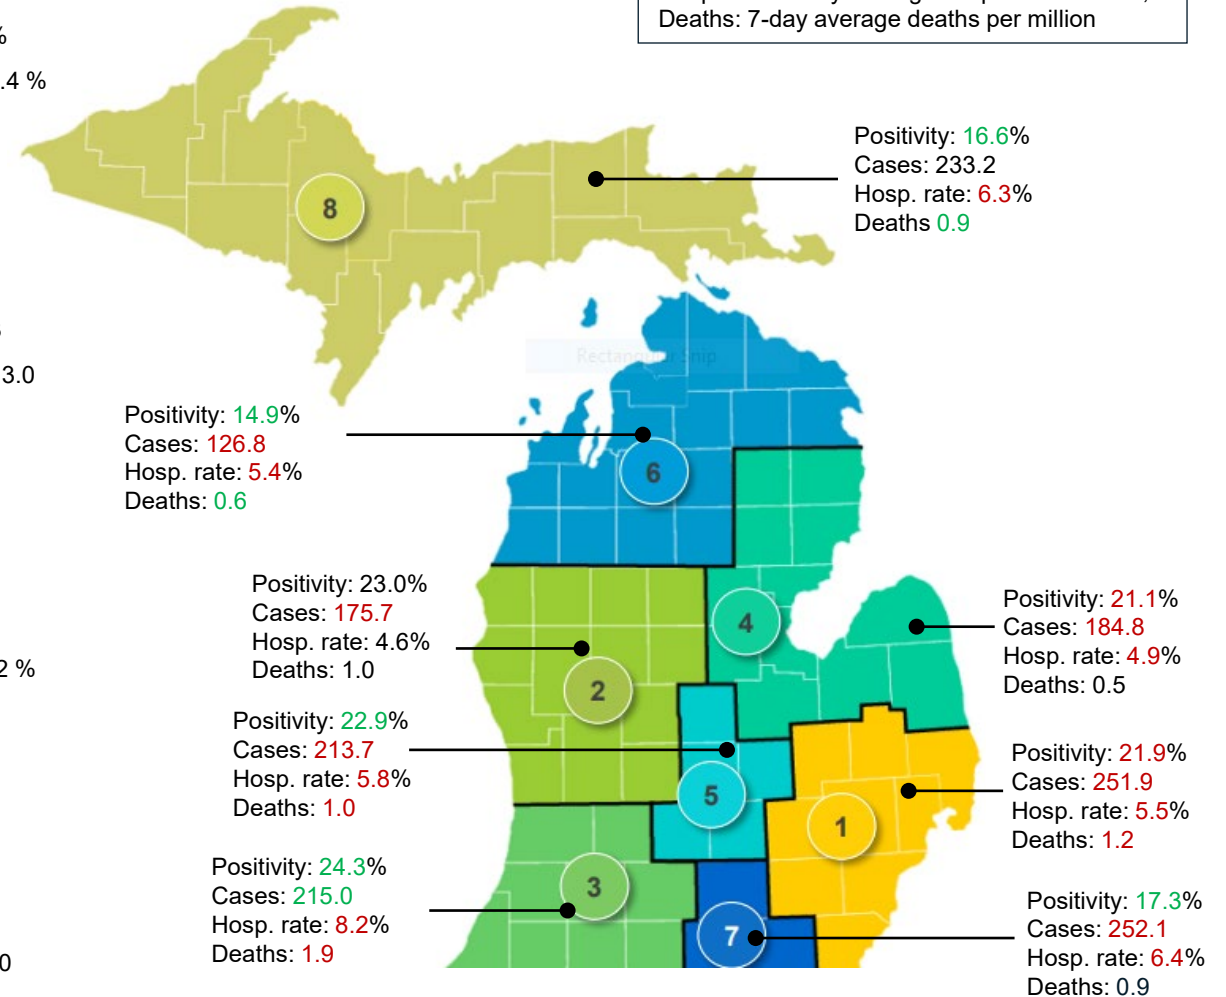 Deaths: 7-day average deaths per million
%
.4 %
Positivity: 16.6%
Cases: 233.2
Hosp. rate: 6.3%
Deaths 0.9
8
Rectangular Snip
3.0
Positivity: 14.9%
Cases: 126.8
Hosp. rate: 5.4%
Deaths: 0.6
6
Positivity: 23.0%
Cases: 175.7
Hosp. rate: 4.6%
Deaths: 1.0
2
4
Positivity: 21.1%
Cases: 184.8
Hosp. rate: 4.9%
Deaths: 0.5
2 %
Positivity: 22.9%
Cases: 213.7
Hosp. rate: 5.8%
Deaths: 1.0
5
Positivity: 21.9%
Cases: 251.9
Hosp. rate: 5.5%
Deaths: 1.2
1
Positivity: 24.3%
Cases: 215.0
Hosp. rate: 8.2%
Deaths: 1.9
3
Positivity: 17.3%
Cases: 252.1
Hosp. rate: 6.4%
Deaths: 0.9
7
0